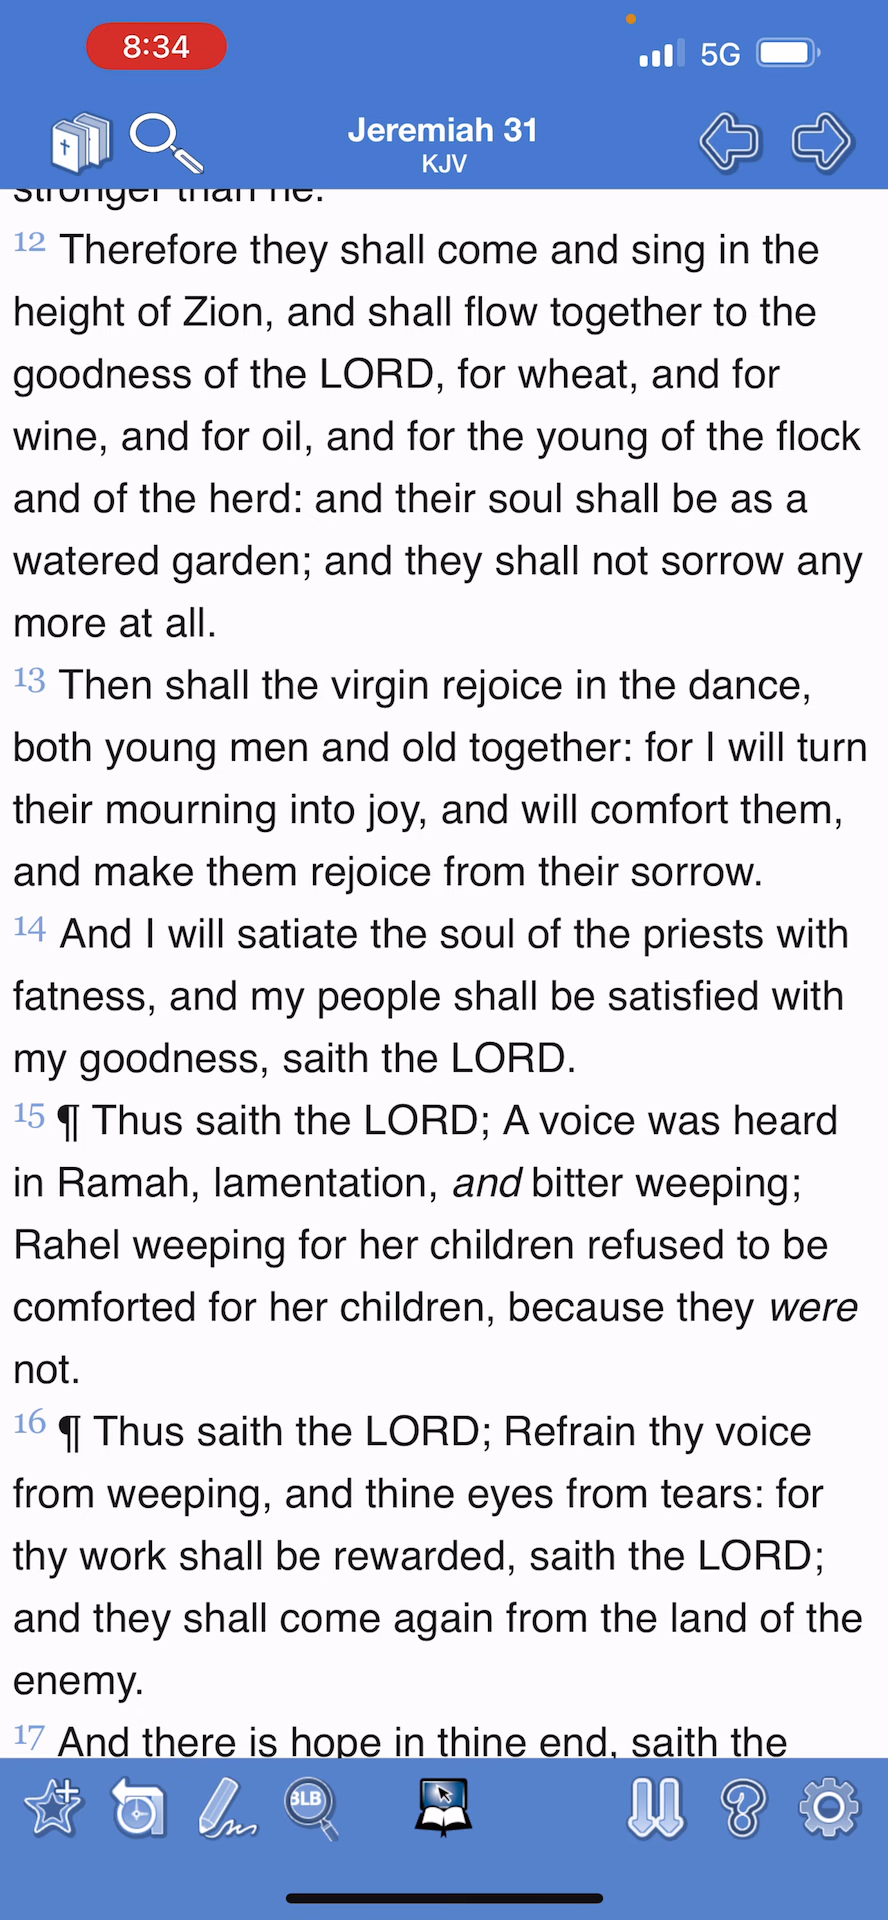 8:34
5G
Jeremiah 31
KJV
stronger than he.
12 Therefore they shall come and sing in the
height of Zion, and shall flow together to the
goodness of the LORD, for wheat, and for
wine, and for oil, and for the young of the flock
and of the herd: and their soul shall be as a
watered garden; and they shall not sorrow any
more at all.
13 Then shall the virgin rejoice in the dance,
both young men and old together: for I will turn
their mourning into joy, and will comfort them,
and make them rejoice from their sorrow.
14 And I will satiate the soul of the priests with
fatness, and my people shall be satisfied with
my goodness, saith the LORD.
15 ¶ Thus saith the LORD; A voice was heard
in Ramah, lamentation, and bitter weeping;
Rahel weeping for her children refused to be
comforted for her children, because they were
not.
16 ¶ Thus saith the LORD; Refrain thy voice
from weeping, and thine eyes from tears: for
thy work shall be rewarded, saith the LORD;
and they shall come again from the land of the
enemy.
17 And there is hope in thine end, saith the
BLB